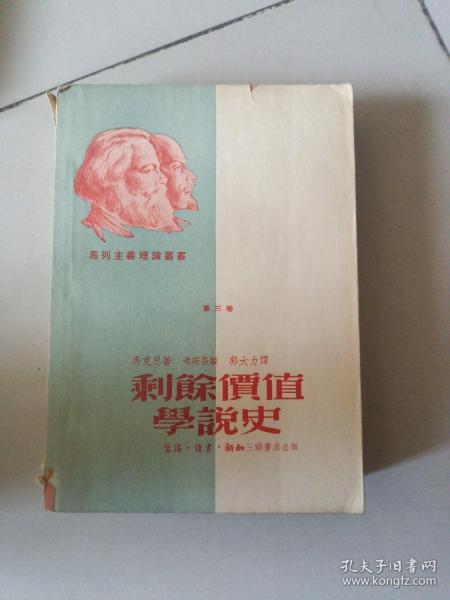 馬列主義理論叢書
第三卷
馬克思著 考茨基編 郭大力譯
剩餘價值
學說史
生活·讀書·新知三聯書店出版
孔夫子旧书网
www.kongfz.com